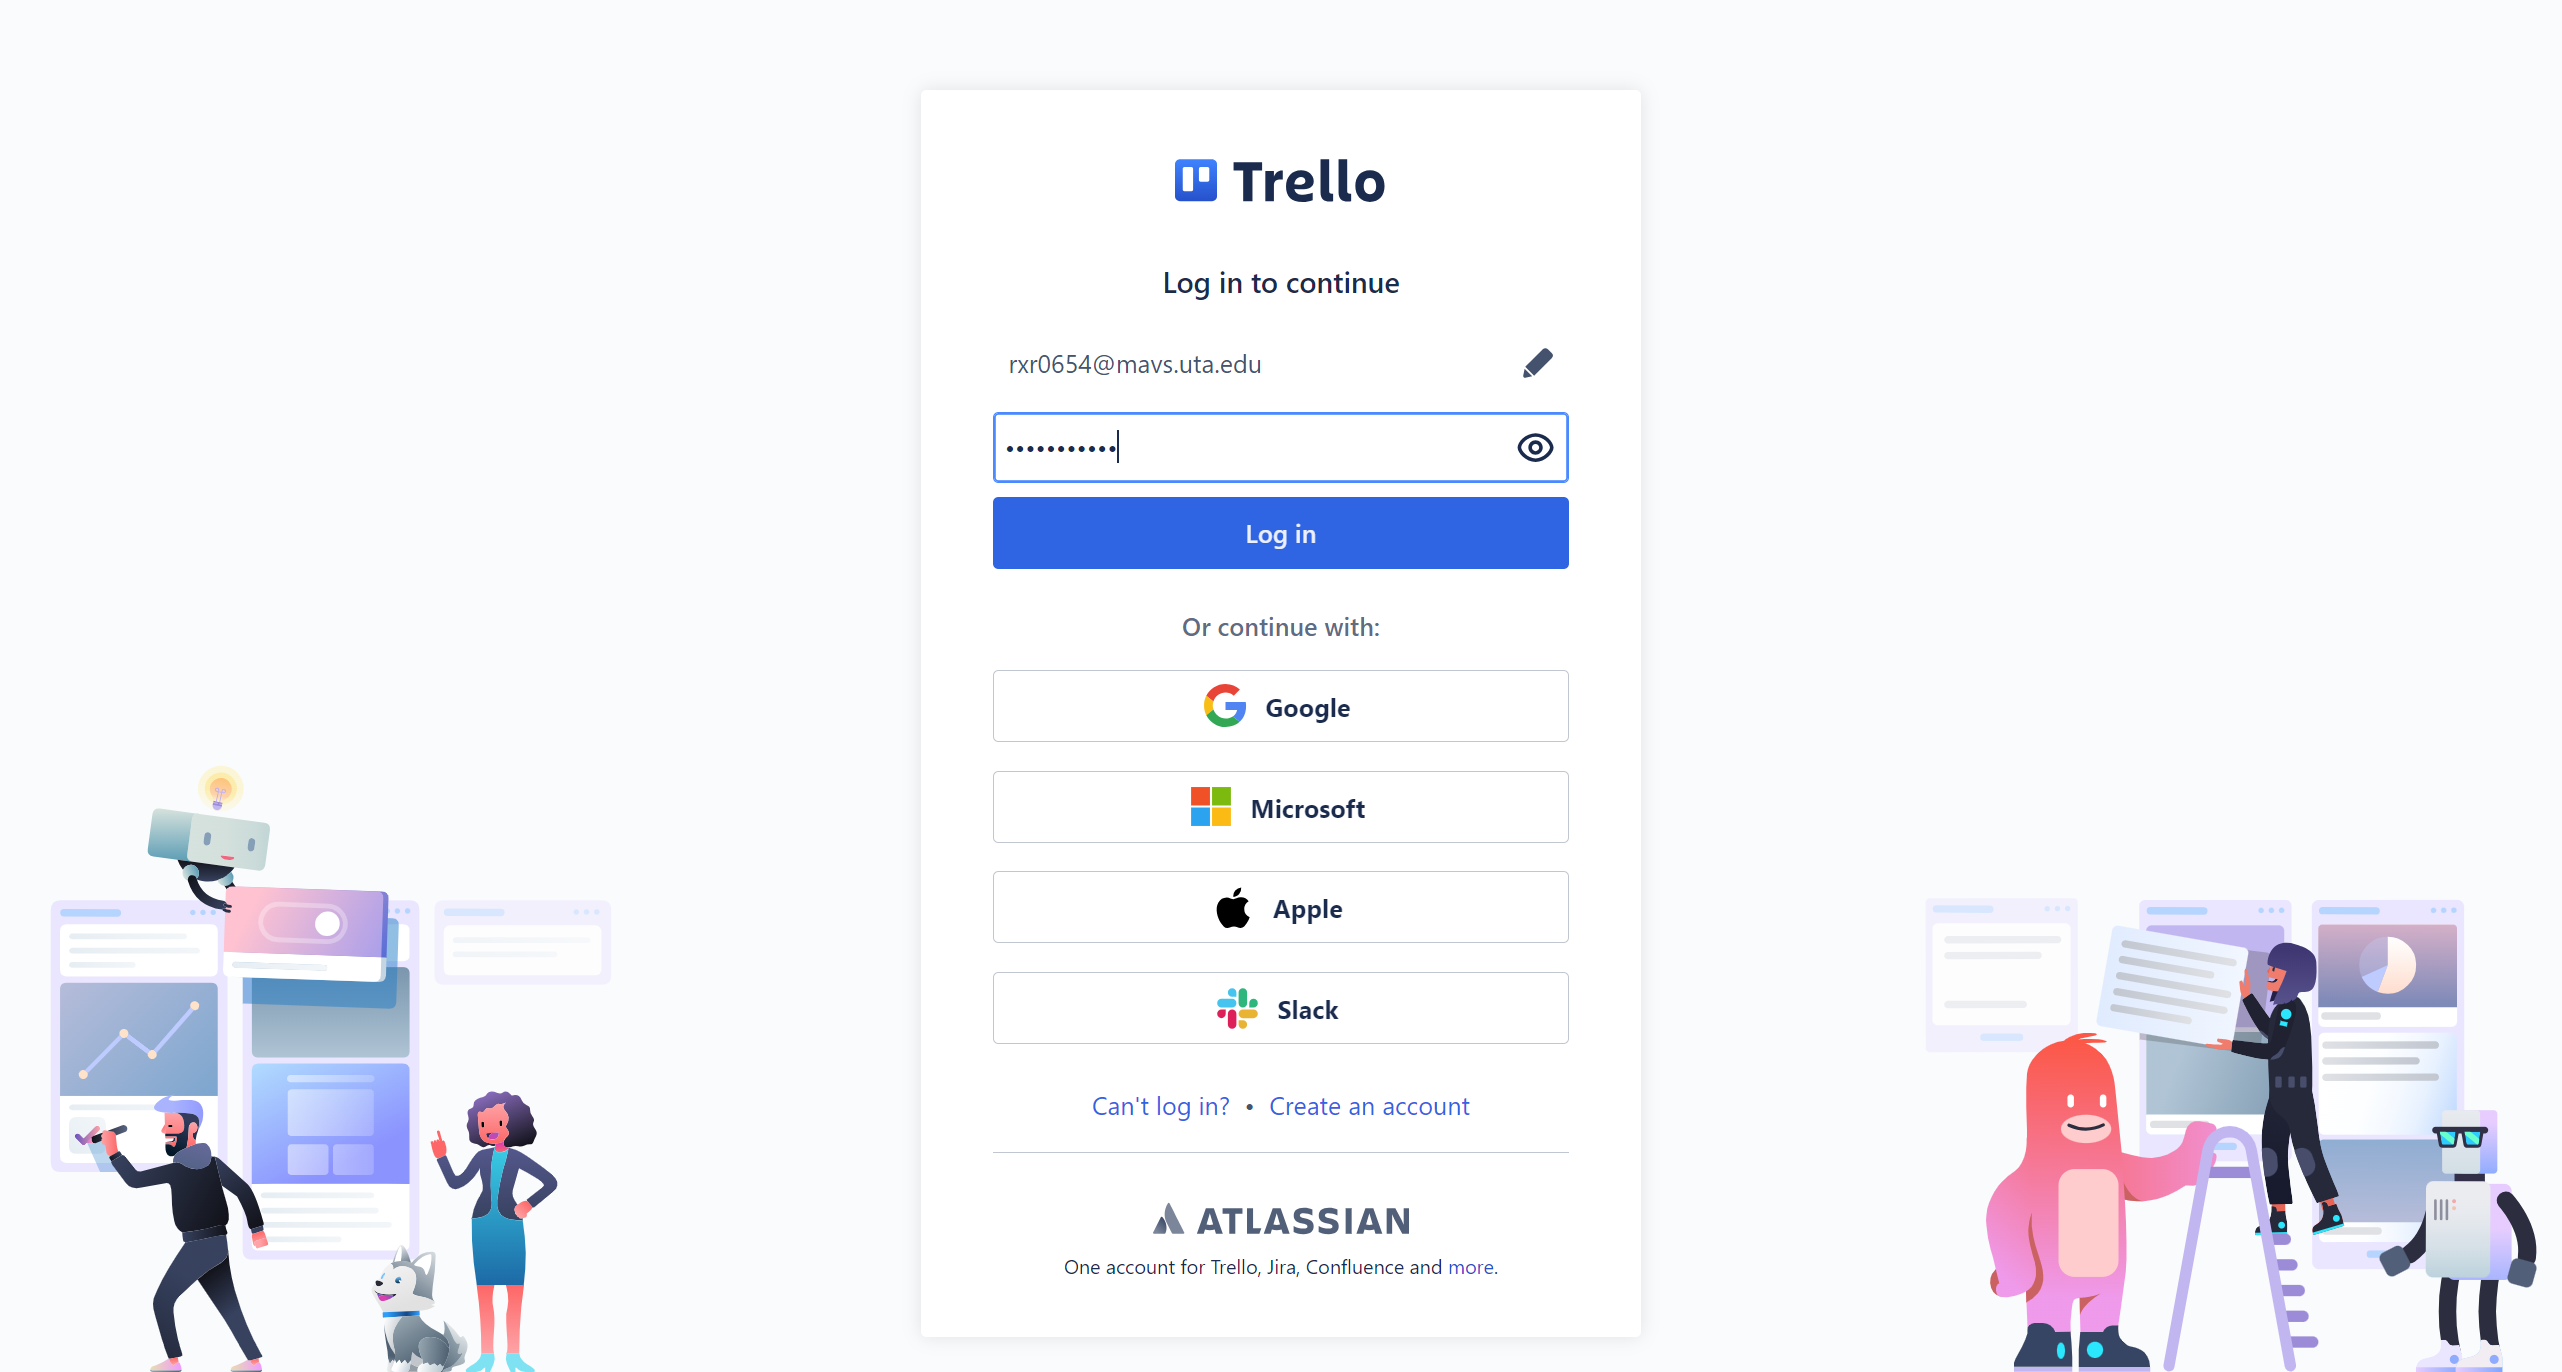 Trello
Log in to continue
rxr0654@mavs.uta.edu
•••••••••••
Log in
Or continue with:
Google
Microsoft
Apple
Slack
Can't log in? • Create an account
ATLASSIAN
One account for Trello, Jira, Confluence and more.